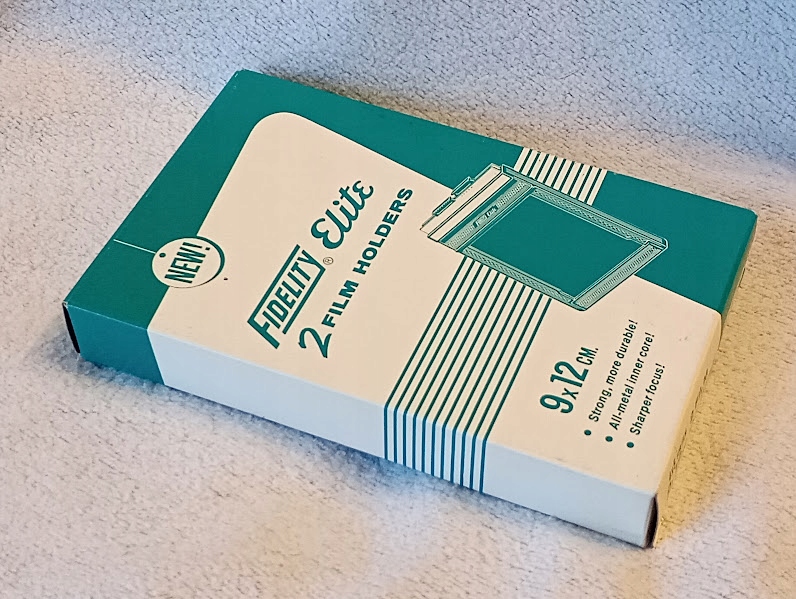 NEW!
FIDELITY ® Elite
2 FILM HOLDERS
9x12 CM.
• Strong, more durable!
• All-metal inner core!
• Sharper focus!